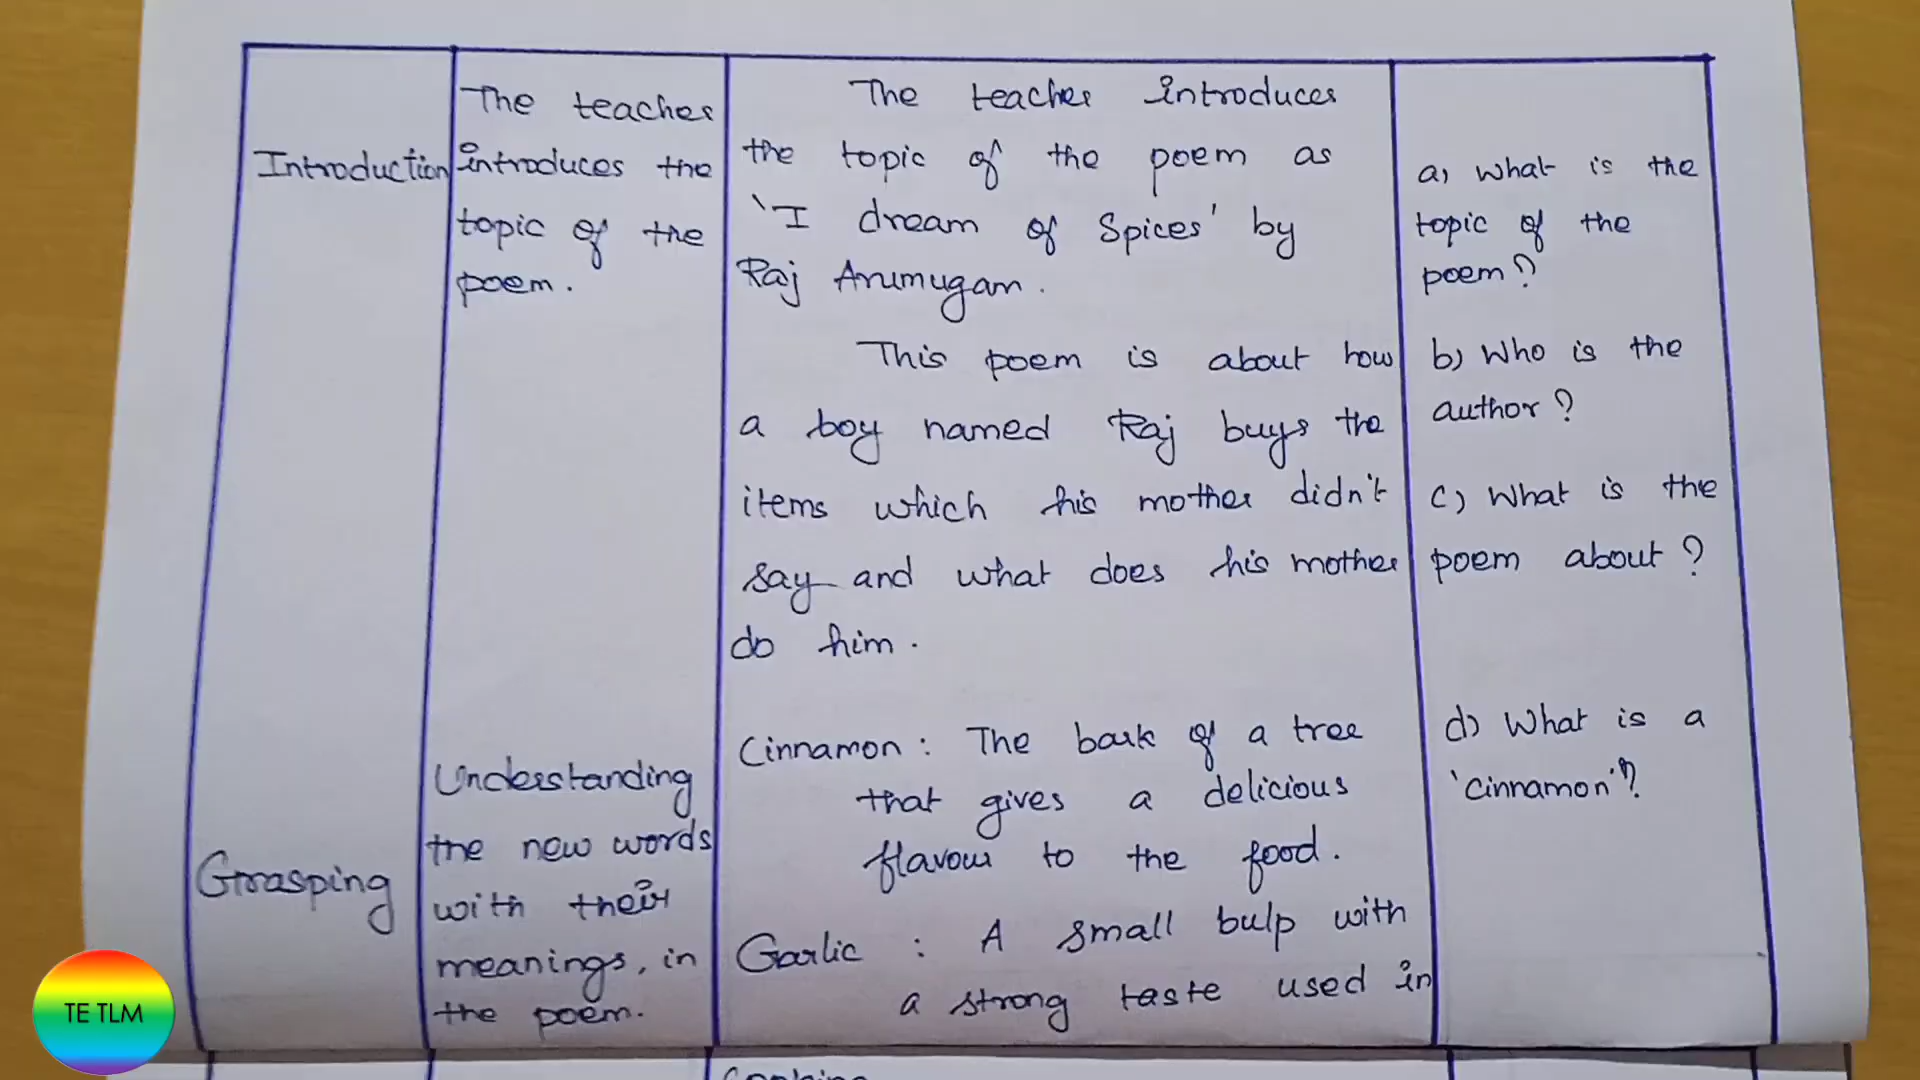 Introduction
The teacher
introduces the
topic of the
poem.
The teacher introduces
the topic of the poem as
'I dream of Spices' by
Raj Arumugam.
This poem is about how
a boy named Raj buys the
items which his mother didn't
say and what does his mother
do him.
a) What is the
topic of the
poem?
b) Who is the
author?
c) What is the
poem about?
Grasping
Understanding
the new words
with their
meanings, in
the poem.
Cinnamon: The bark of a tree
that gives a delicious
flavour to the food.
Garlic : A small bulp with
a strong taste used in
d) What is a
'cinnamon'?
TE TLM